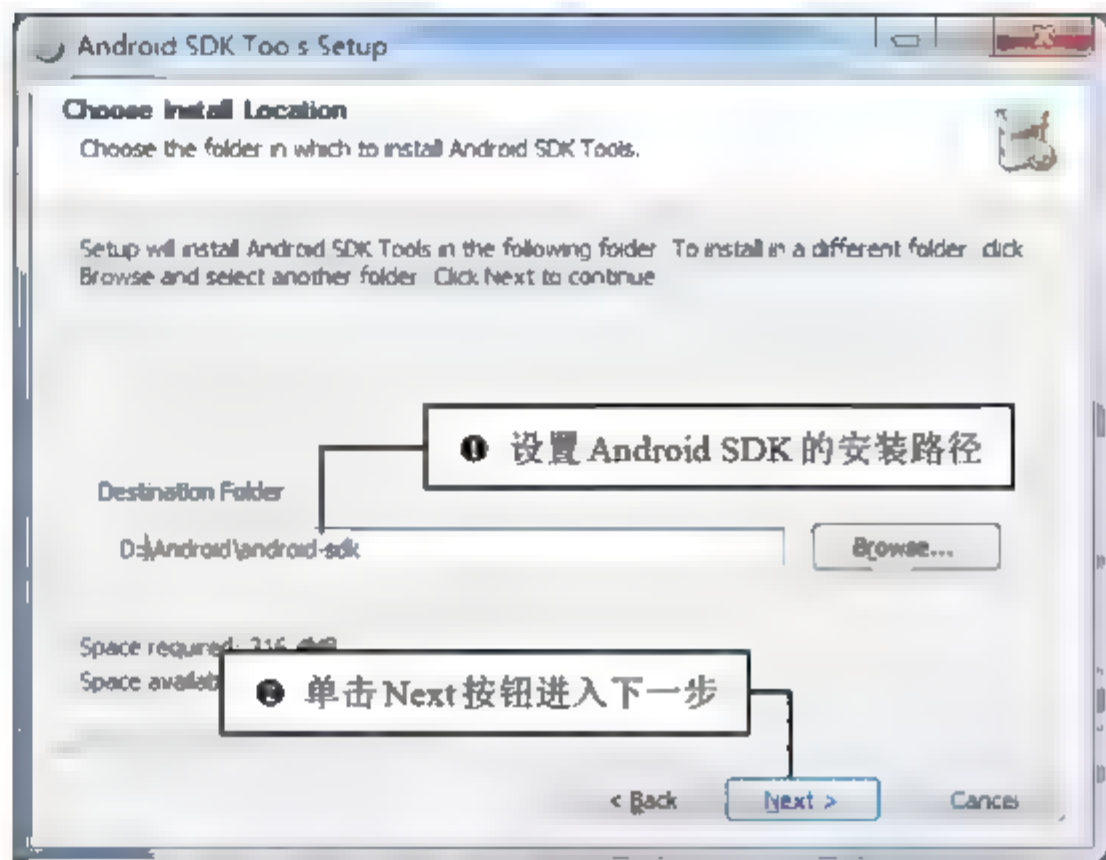 Android SDK Tools Setup
Choose Install Location
Choose the folder in which to install Android SDK Tools.
Setup will install Android SDK Tools in the following folder. To install in a different folder, click
Browse and select another folder. Click Next to continue.
❶ 设置 Android SDK 的安装路径
Destination Folder
D:\Android\android-sdk
Browse...
Space required:
Space
❷ 单击 Next 按钮进入下一步
< Back
Next >
Cancel